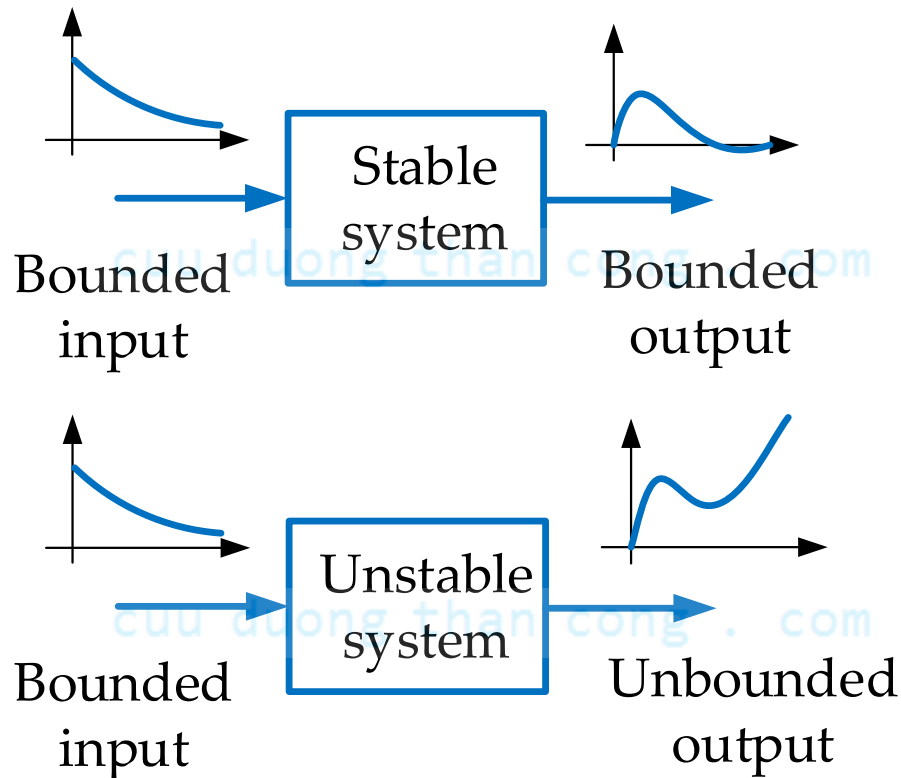 Stable
system
Bounded
input
Bounded
output
cuu duong than cong . com
Unstable
system
Bounded
input
Unbounded
output
cuu duong than cong . com